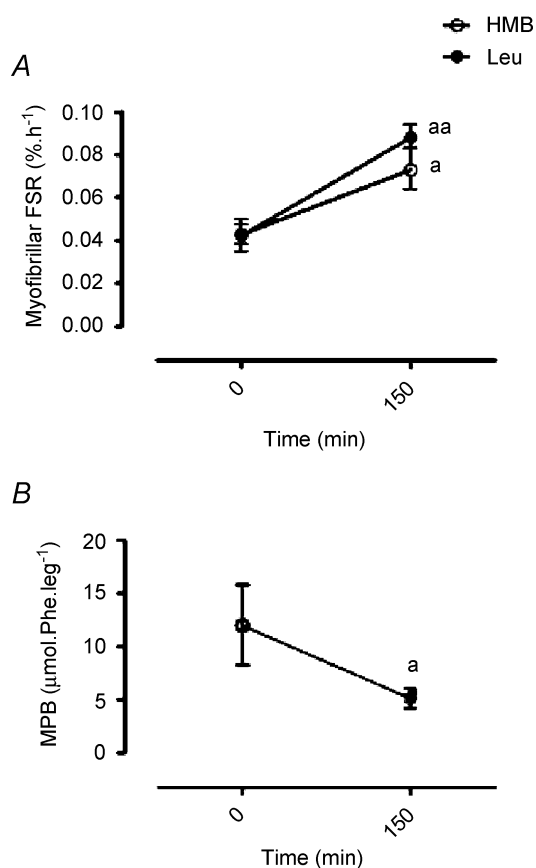 HMB
Leu
A
Myofibrillar FSR (%.h⁻¹)
0.10
0.08
0.06
0.04
0.02
0.00
aa
a
0
150
Time (min)
B
MPB (μmol.Phe.leg⁻¹)
20
15
10
5
0
a
0
150
Time (min)